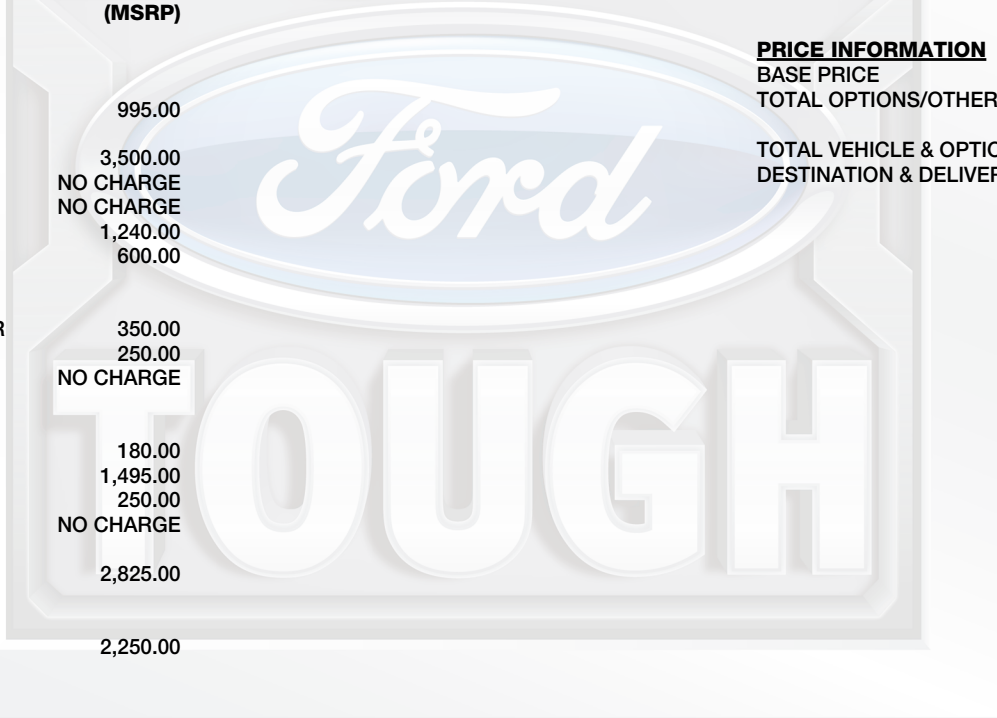 (MSRP)
995.00
3,500.00
NO CHARGE
NO CHARGE
1,240.00
600.00
R 350.00
250.00
NO CHARGE
180.00
1,495.00
250.00
NO CHARGE
2,825.00
2,250.00
PRICE INFORMATION
BASE PRICE
TOTAL OPTIONS/OTHER
TOTAL VEHICLE & OPTIO
DESTINATION & DELIVER
Ford
TOUGH